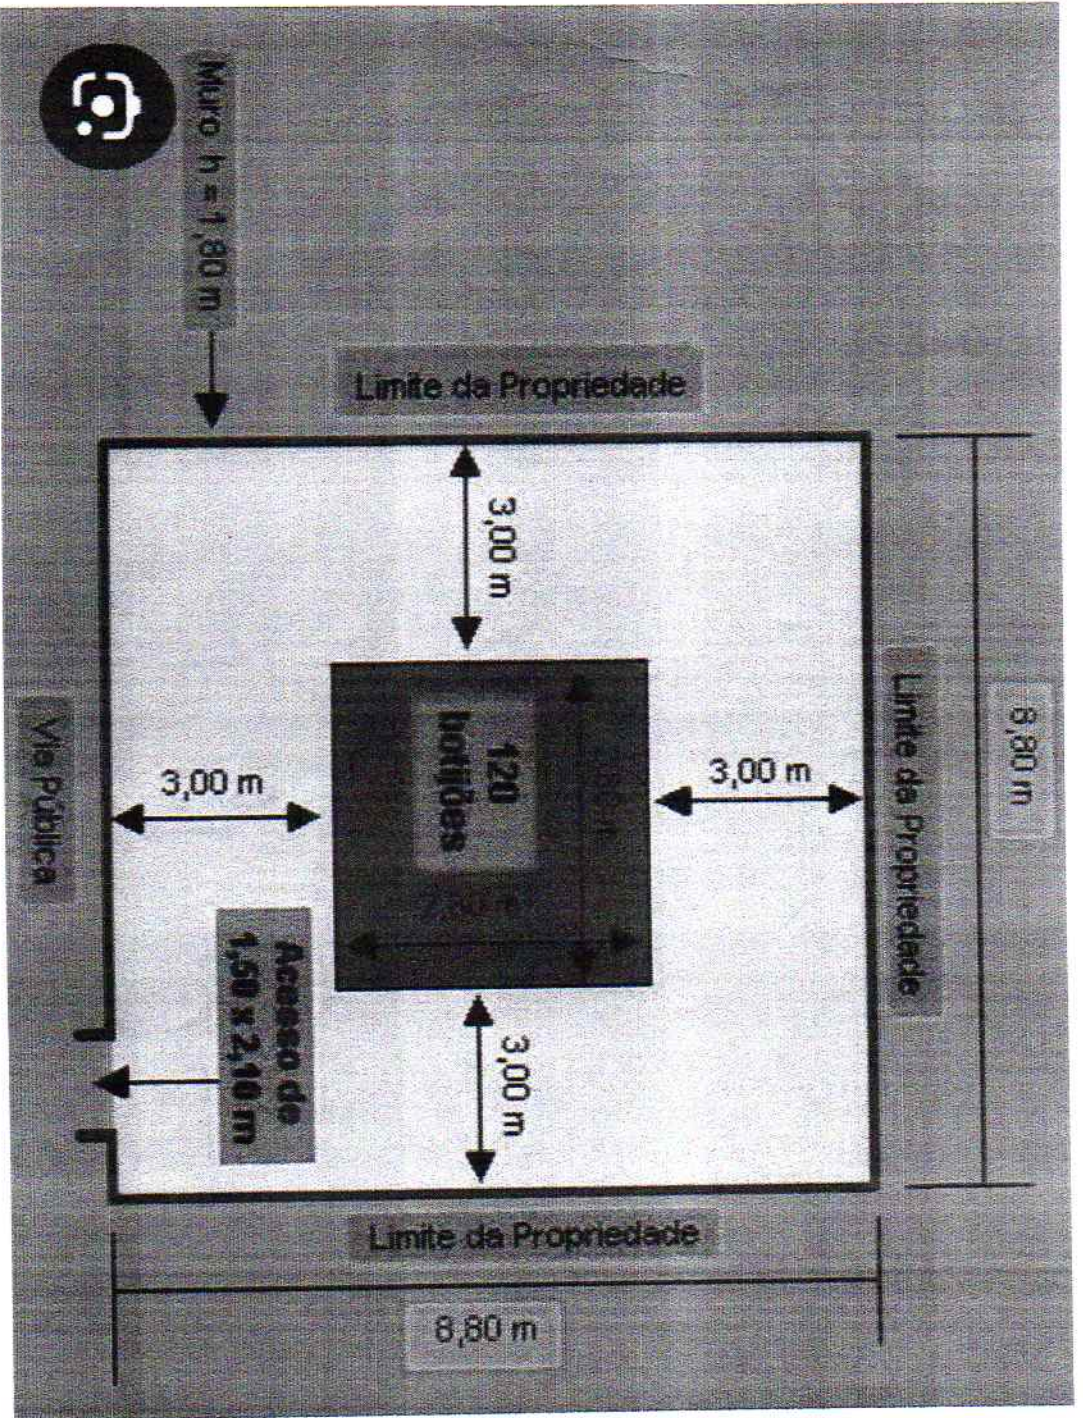 Muro h = 1,80 m
Limite da Propriedade
8,80 m
Limite da Propriedade
3,00 m
3,00 m
120
botijões
3,00 m
3,00 m
Acesso de
1,50 x 2,10 m
Via Pública
Limite da Propriedade
8,80 m